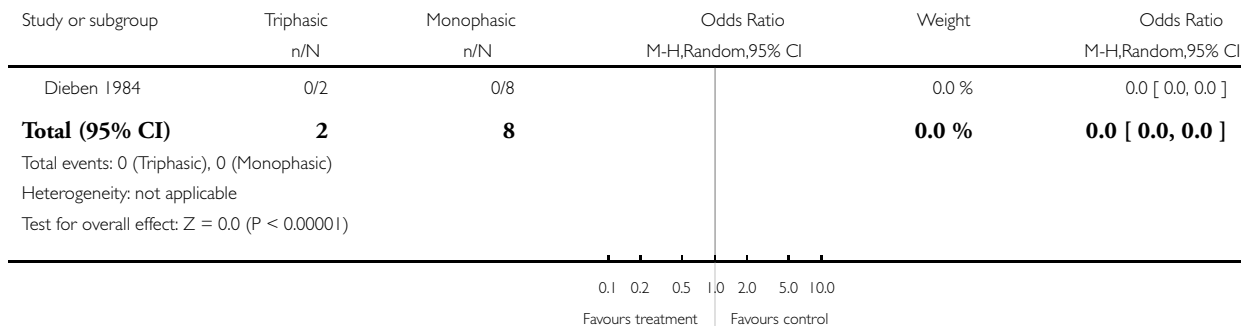 Study or subgroup Triphasic Monophasic Odds Ratio Weight Odds Ratio
n/N n/N M-H,Random,95% CI M-H,Random,95% CI
Dieben 1984 0/2 0/8 0.0 % 0.0 [ 0.0, 0.0 ]
Total (95% CI) 2 8 0.0 % 0.0 [ 0.0, 0.0 ]
Total events: 0 (Triphasic), 0 (Monophasic)
Heterogeneity: not applicable
Test for overall effect: Z = 0.0 (P < 0.00001)
0.1 0.2 0.5 1.0 2.0 5.0 10.0
Favours treatment Favours control